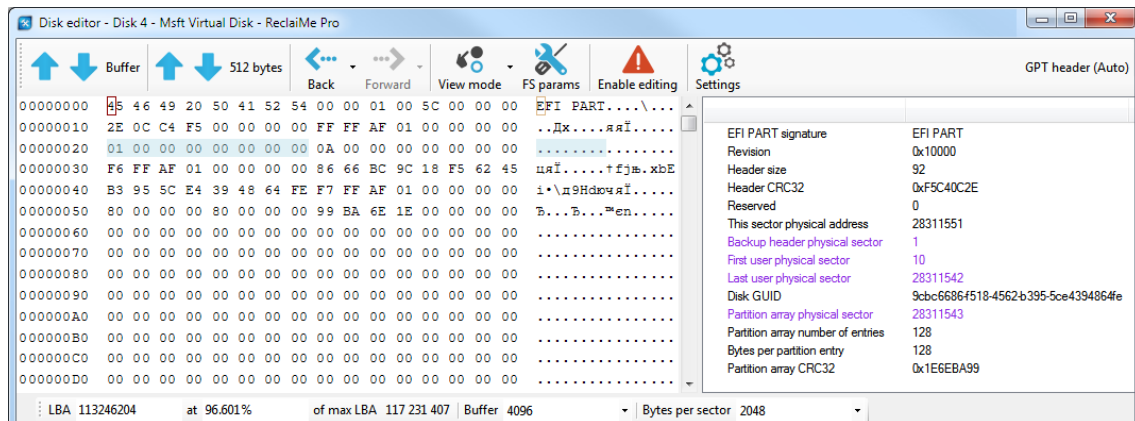 Disk editor - Disk 4 - Msft Virtual Disk - ReclaiMe Pro
Buffer 512 bytes Back Forward View mode FS params Enable editing Settings GPT header (Auto)
00000000 45 46 49 20 50 41 52 54 00 00 01 00 5C 00 00 00 EFI PART....\...
00000010 2E 0C C4 F5 00 00 00 00 FF FF AF 01 00 00 00 00 ..Дх....яяЇ.....
00000020 01 00 00 00 00 00 00 00 0A 00 00 00 00 00 00 00 ................
00000030 F6 FF AF 01 00 00 00 00 86 66 BC 9C 18 F5 62 45 цяЇ.....†fјњ.хbE
00000040 B3 95 5C E4 39 48 64 FE F7 FF AF 01 00 00 00 00 і•\д9HdючяЇ.....
00000050 80 00 00 00 80 00 00 00 99 BA 6E 1E 00 00 00 00 Ђ...Ђ...™єn.....
00000060 00 00 00 00 00 00 00 00 00 00 00 00 00 00 00 00 ................
00000070 00 00 00 00 00 00 00 00 00 00 00 00 00 00 00 00 ................
00000080 00 00 00 00 00 00 00 00 00 00 00 00 00 00 00 00 ................
00000090 00 00 00 00 00 00 00 00 00 00 00 00 00 00 00 00 ................
000000A0 00 00 00 00 00 00 00 00 00 00 00 00 00 00 00 00 ................
000000B0 00 00 00 00 00 00 00 00 00 00 00 00 00 00 00 00 ................
000000C0 00 00 00 00 00 00 00 00 00 00 00 00 00 00 00 00 ................
000000D0 00 00 00 00 00 00 00 00 00 00 00 00 00 00 00 00 ................
EFI PART signature EFI PART
Revision 0x10000
Header size 92
Header CRC32 0xF5C40C2E
Reserved 0
This sector physical address 28311551
Backup header physical sector 1
First user physical sector 10
Last user physical sector 28311542
Disk GUID 9cbc6686-f518-4562-b395-5ce4394864fe
Partition array physical sector 28311543
Partition array number of entries 128
Bytes per partition entry 128
Partition array CRC32 0x1E6EBA99
LBA 113246204 at 96.601% of max LBA 117 231 407 Buffer 4096 Bytes per sector 2048